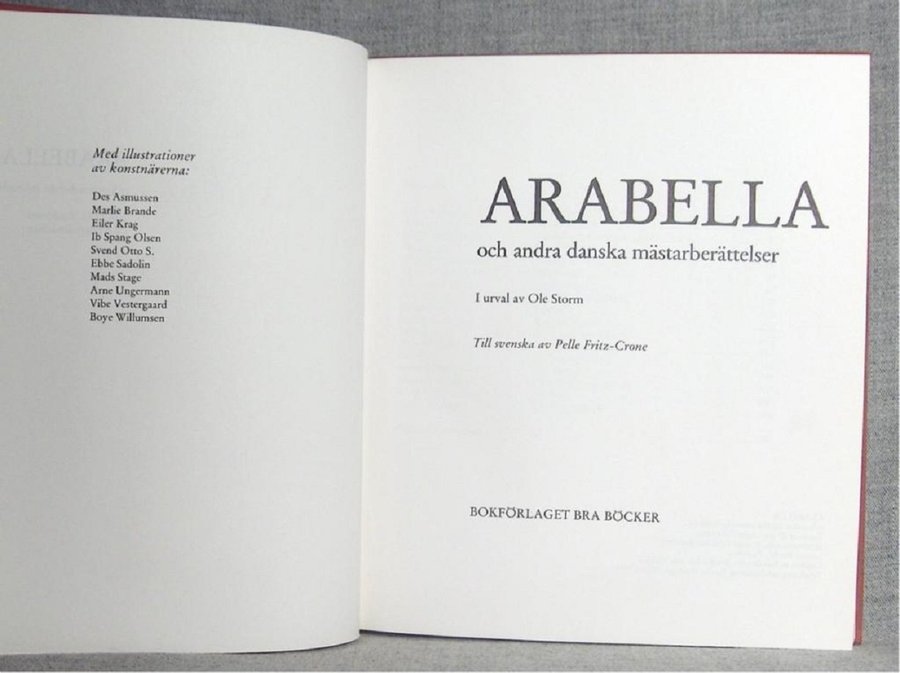 Med illustrationer
av konstnärerna:
Des Asmussen
Marlie Brande
Eiler Krag
Ib Spang Olsen
Svend Otto S.
Ebbe Sadolin
Mads Stage
Arne Ungermann
Vibe Vestergaard
Boye Willumsen
ARABELLA
och andra danska mästarberättelser
I urval av Ole Storm
Till svenska av Pelle Fritz-Crone
BOKFÖRLAGET BRA BÖCKER